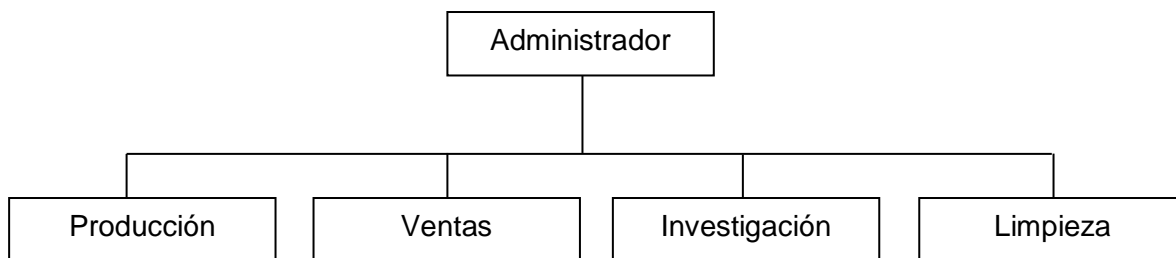 Administrador
Producción
Ventas
Investigación
Limpieza